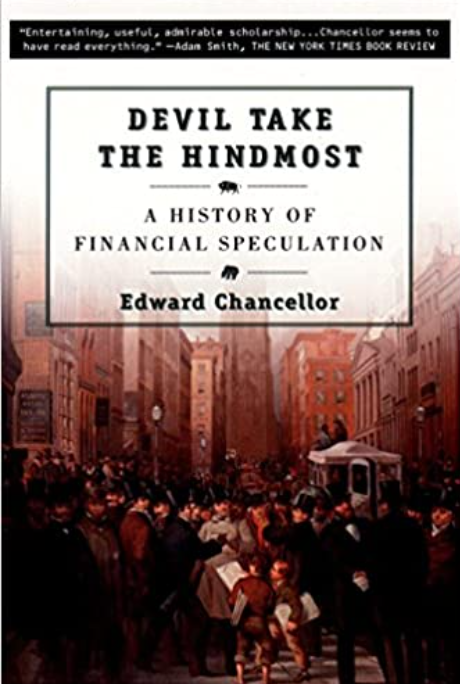 "Entertaining, useful, admirable scholarship...Chancellor seems to
have read everything." —Adam Smith, THE NEW YORK TIMES BOOK REVIEW
DEVIL TAKE
THE HINDMOST
A HISTORY OF
FINANCIAL SPECULATION
Edward Chancellor